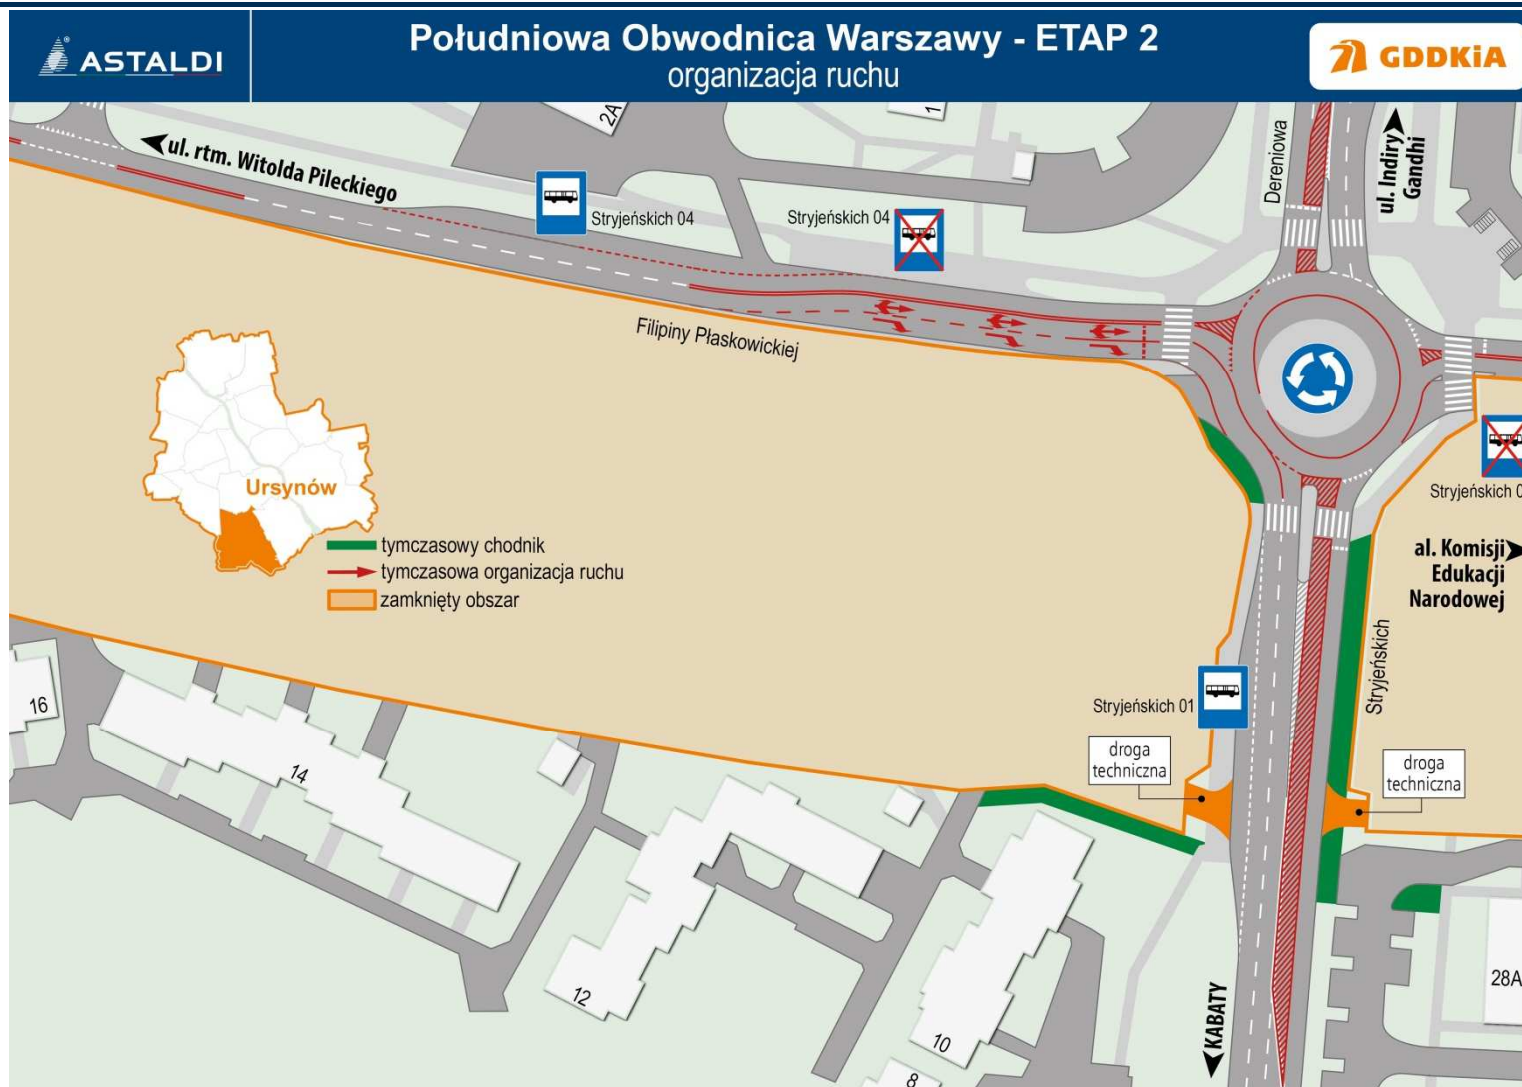 ASTALDI
Południowa Obwodnica Warszawy - ETAP 2
organizacja ruchu
GDDKiA
ul. rtm. Witolda Pileckiego
2A
1
Stryjeńskich 04
Stryjeńskich 04
Dereniowa
ul. Indiry
Gandhi
Filipiny Płaskowickiej
Ursynów
tymczasowy chodnik
tymczasowa organizacja ruchu
zamknięty obszar
Stryjeńskich 0
al. Komisji
Edukacji
Narodowej
Stryjeńskich
Stryjeńskich 01
droga
techniczna
droga
techniczna
16
14
12
10
8
28A
KABATY